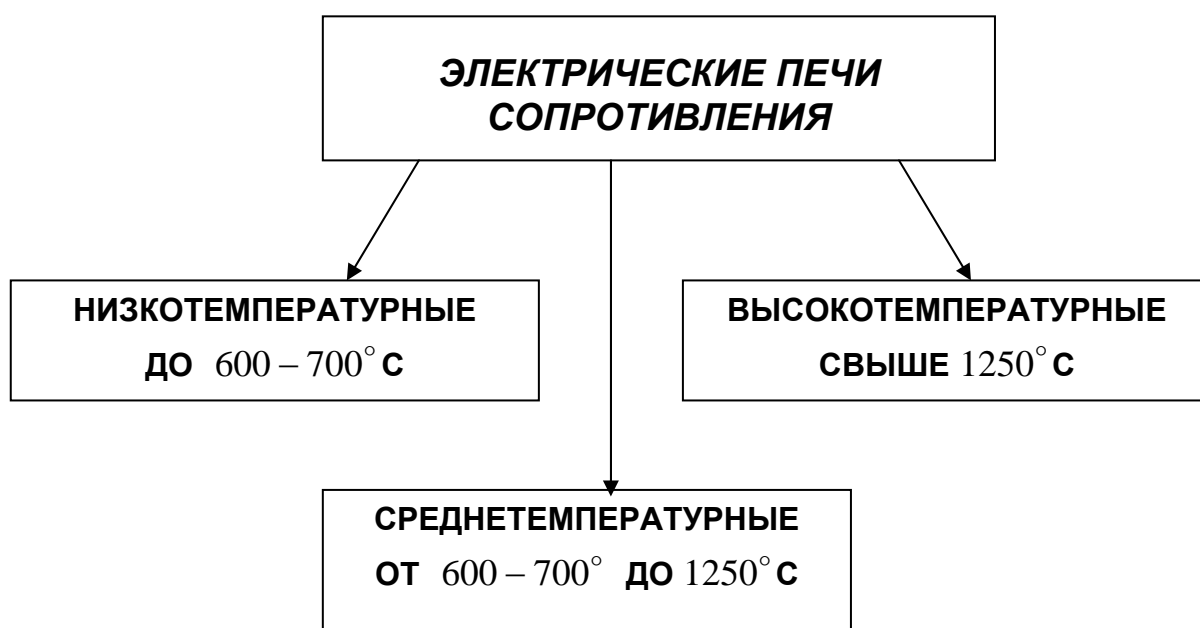 ЭЛЕКТРИЧЕСКИЕ ПЕЧИ
СОПРОТИВЛЕНИЯ
НИЗКОТЕМПЕРАТУРНЫЕ
ДО 600 – 700° С
ВЫСОКОТЕМПЕРАТУРНЫЕ
СВЫШЕ 1250° С
СРЕДНЕТЕМПЕРАТУРНЫЕ
ОТ 600 – 700° ДО 1250° С